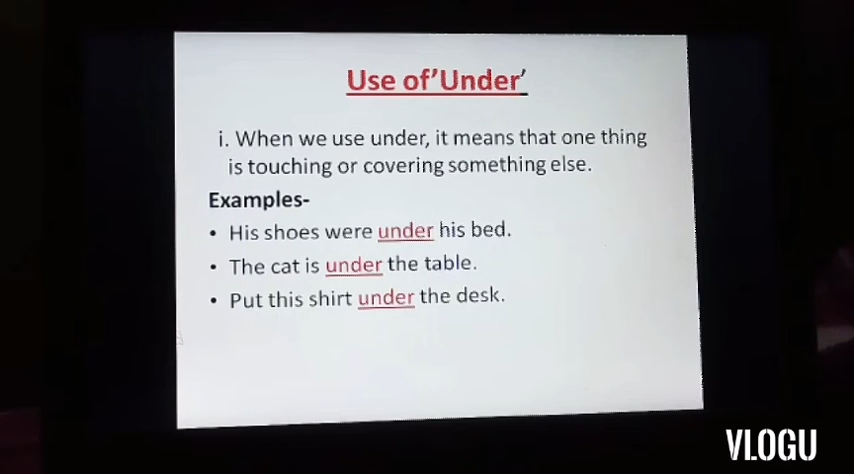 Use of'Under'
i. When we use under, it means that one thing
is touching or covering something else.
Examples-
• His shoes were under his bed.
• The cat is under the table.
• Put this shirt under the desk.
VLOGU